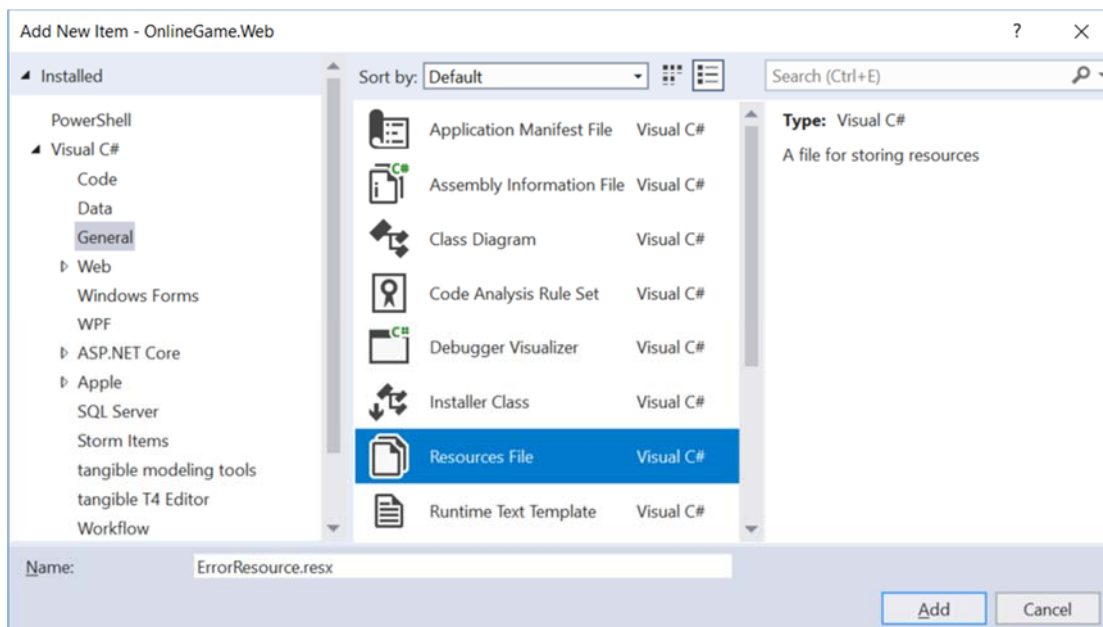 Add New Item - OnlineGame.Web ?
Installed
PowerShell
Visual C#
Code
Data
General
Web
Windows Forms
WPF
ASP.NET Core
Apple
SQL Server
Storm Items
tangible modeling tools
tangible T4 Editor
Workflow
Sort by: Default
Application Manifest File Visual C#
Assembly Information File Visual C#
Class Diagram Visual C#
Code Analysis Rule Set Visual C#
Debugger Visualizer Visual C#
Installer Class Visual C#
Resources File Visual C#
Runtime Text Template Visual C#
Search (Ctrl+E)
Type: Visual C#
A file for storing resources
Name: ErrorResource.resx
Add Cancel